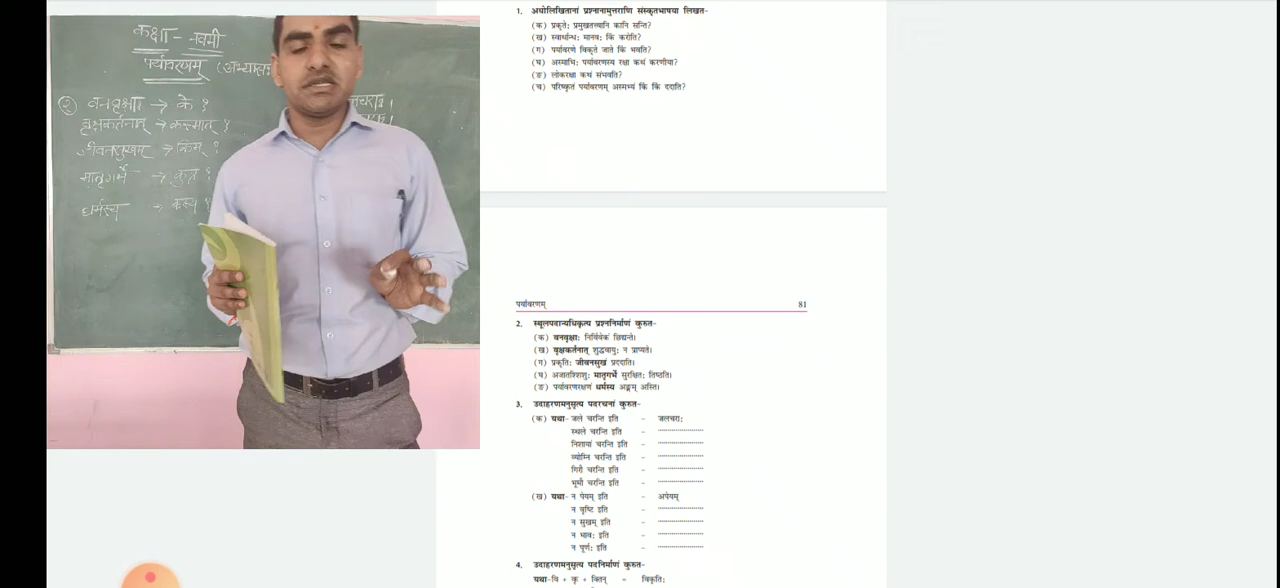 कक्षा - नवमी
पर्यावरणम् (अभ्यासः
२ वनवृक्षाः → के ?
वृक्षकर्तनात् → कस्मात् ?
जीवनसुखम् → किम् ?
मातृगर्भे → कुत्र ?
धर्मस्य → कस्य ?
1. अधोलिखितानां प्रश्नानामुत्तराणि संस्कृतभाषया लिखत-
(क) प्रकृतेः प्रमुखतत्त्वानि कानि सन्ति?
(ख) स्वार्थान्धः मानवः किं करोति?
(ग) पर्यावरणे विकृते जाते किं भवति?
(घ) अस्माभिः पर्यावरणस्य रक्षा कथं करणीया?
(ङ) लोकरक्षा कथं संभवति?
(च) परिष्कृतं पर्यावरणम् अस्मभ्यं किं किं ददाति?
पर्यावरणम् 81
2. स्थूलपदान्यधिकृत्य प्रश्ननिर्माणं कुरुत-
(क) वनवृक्षाः निर्विवेकं छिद्यन्ते।
(ख) वृक्षकर्तनात् शुद्धवायुः न प्राप्यते।
(ग) प्रकृतिः जीवनसुखं प्रददाति।
(घ) अजातश्शिशुः मातृगर्भे सुरक्षितः तिष्ठति।
(ङ) पर्यावरणरक्षणं धर्मस्य अङ्गम् अस्ति।
3. उदाहरणमनुसृत्य पदरचनां कुरुत-
(क) यथा- जले चरन्ति इति - जलचराः
स्थले चरन्ति इति - ........................
निशायां चरन्ति इति - ........................
व्योम्नि चरन्ति इति - ........................
गिरौ चरन्ति इति - ........................
भूमौ चरन्ति इति - ........................
(ख) यथा- न पेयम् इति - अपेयम्
न वृष्टि इति - ........................
न सुखम् इति - ........................
न भावः इति - ........................
न पूर्णः इति - ........................
4. उदाहरणमनुसृत्य पदनिर्माणं कुरुत-
यथा-वि + कृ + क्तिन् = विकृतिः